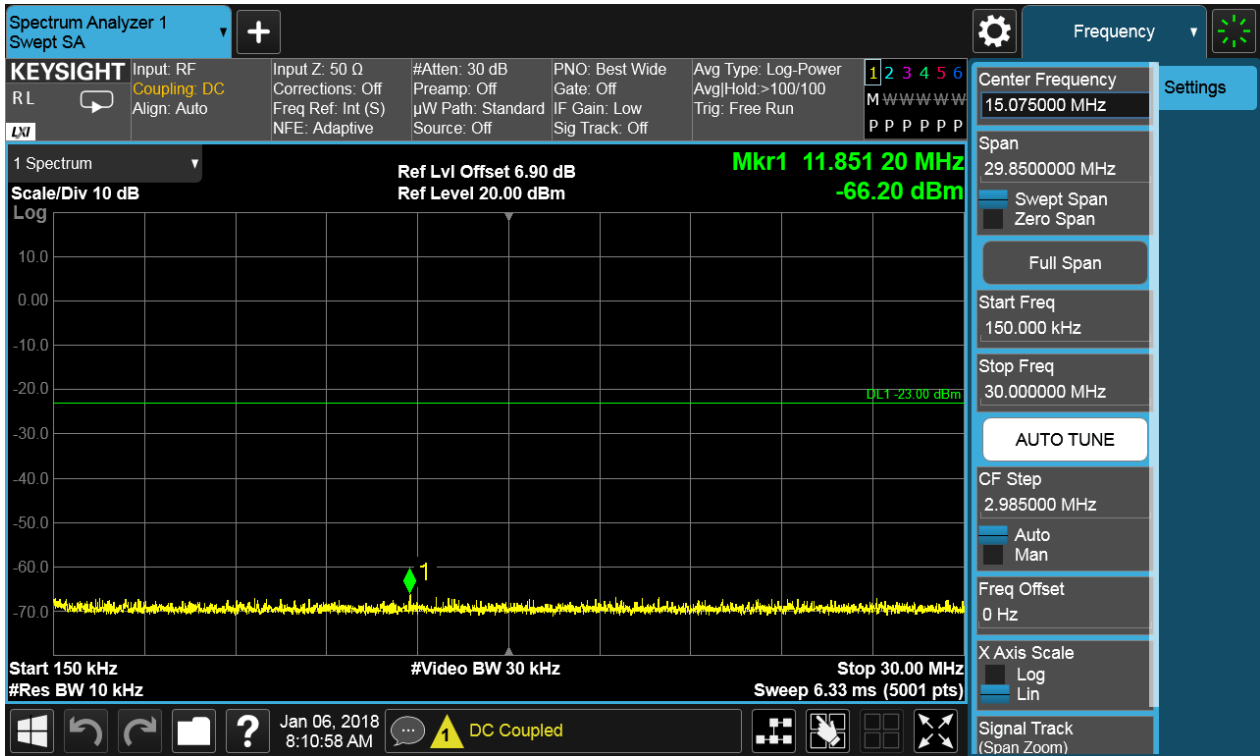 Spectrum Analyzer 1
Swept SA
+
Frequency
KEYSIGHT
R L
LXI
Input: RF
Coupling: DC
Align: Auto
Input Z: 50 Ω
Corrections: Off
Freq Ref: Int (S)
NFE: Adaptive
#Atten: 30 dB
Preamp: Off
µW Path: Standard
Source: Off
PNO: Best Wide
Gate: Off
IF Gain: Low
Sig Track: Off
Avg Type: Log-Power
Avg|Hold:>100/100
Trig: Free Run
1 2 3 4 5 6
M W W W W W
P P P P P P
1 Spectrum
Scale/Div 10 dB
Log
Ref Lvl Offset 6.90 dB
Ref Level 20.00 dBm
Mkr1 11.851 20 MHz
-66.20 dBm
10.0
0.00
-10.0
-20.0
-30.0
-40.0
-50.0
-60.0
-70.0
DL1 -23.00 dBm
1
Start 150 kHz
#Res BW 10 kHz
#Video BW 30 kHz
Stop 30.00 MHz
Sweep 6.33 ms (5001 pts)
?
Jan 06, 2018
8:10:58 AM
1
DC Coupled
Center Frequency
15.075000 MHz
Span
29.8500000 MHz
Swept Span
Zero Span
Full Span
Start Freq
150.000 kHz
Stop Freq
30.000000 MHz
AUTO TUNE
CF Step
2.985000 MHz
Auto
Man
Freq Offset
0 Hz
X Axis Scale
Log
Lin
Signal Track
(Span Zoom)
Settings